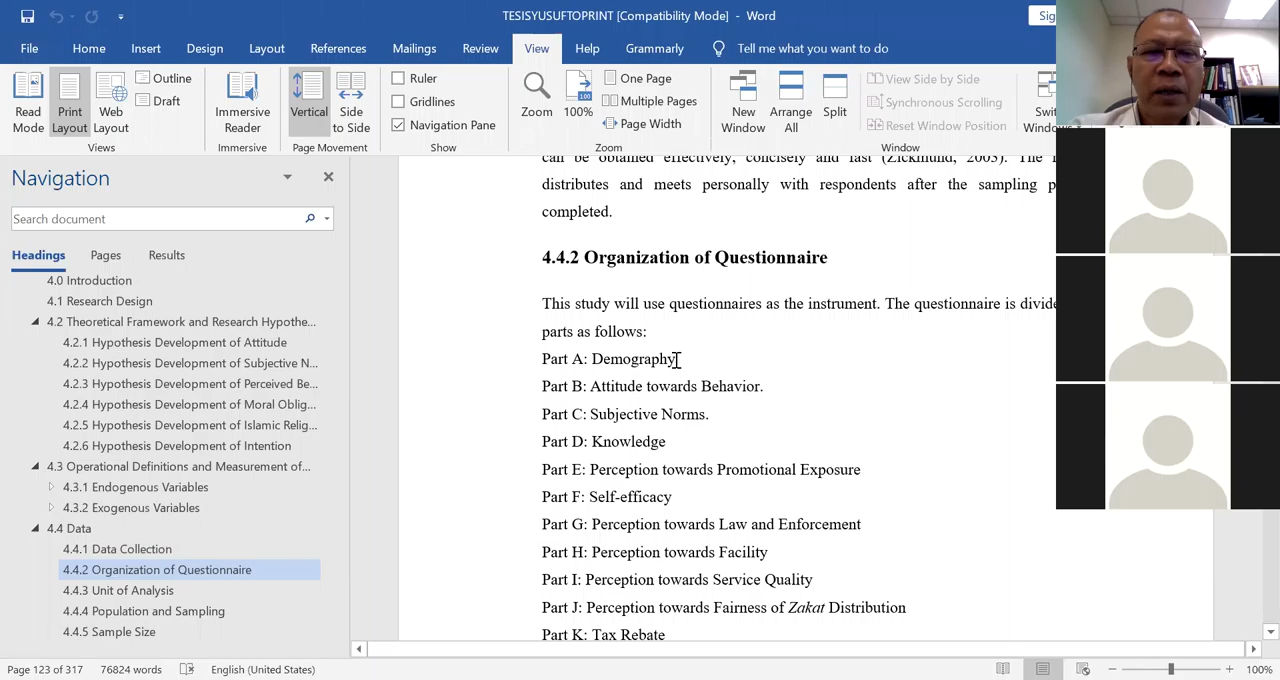 TESISYUSUFTOPRINT [Compatibility Mode] - Word
File Home Insert Design Layout References Mailings Review View Help Grammarly Tell me what you want to do
Read Mode
Print Layout
Web Layout
Outline
Draft
Views
Immersive Reader
Immersive
Vertical
Side to Side
Page Movement
Ruler
Gridlines
Navigation Pane
Show
Zoom
100%
One Page
Multiple Pages
Page Width
Zoom
New Window
Arrange All
Split
View Side by Side
Synchronous Scrolling
Reset Window Position
Window
Navigation
Search document
Headings Pages Results
4.0 Introduction
4.1 Research Design
4.2 Theoretical Framework and Research Hypothe...
4.2.1 Hypothesis Development of Attitude
4.2.2 Hypothesis Development of Subjective N...
4.2.3 Hypothesis Development of Perceived Be...
4.2.4 Hypothesis Development of Moral Oblig...
4.2.5 Hypothesis Development of Islamic Relig...
4.2.6 Hypothesis Development of Intention
4.3 Operational Definitions and Measurement of...
4.3.1 Endogenous Variables
4.3.2 Exogenous Variables
4.4 Data
4.4.1 Data Collection
4.4.2 Organization of Questionnaire
4.4.3 Unit of Analysis
4.4.4 Population and Sampling
4.4.5 Sample Size
can be obtained effectively, concisely and fast (Zickmund, 2003). The
distributes and meets personally with respondents after the sampling
completed.
4.4.2 Organization of Questionnaire
This study will use questionnaires as the instrument. The questionnaire is
parts as follows:
Part A: Demography
Part B: Attitude towards Behavior.
Part C: Subjective Norms.
Part D: Knowledge
Part E: Perception towards Promotional Exposure
Part F: Self-efficacy
Part G: Perception towards Law and Enforcement
Part H: Perception towards Facility
Part I: Perception towards Service Quality
Part J: Perception towards Fairness of Zakat Distribution
Part K: Tax Rebate
Page 123 of 317 76824 words English (United States) 100%